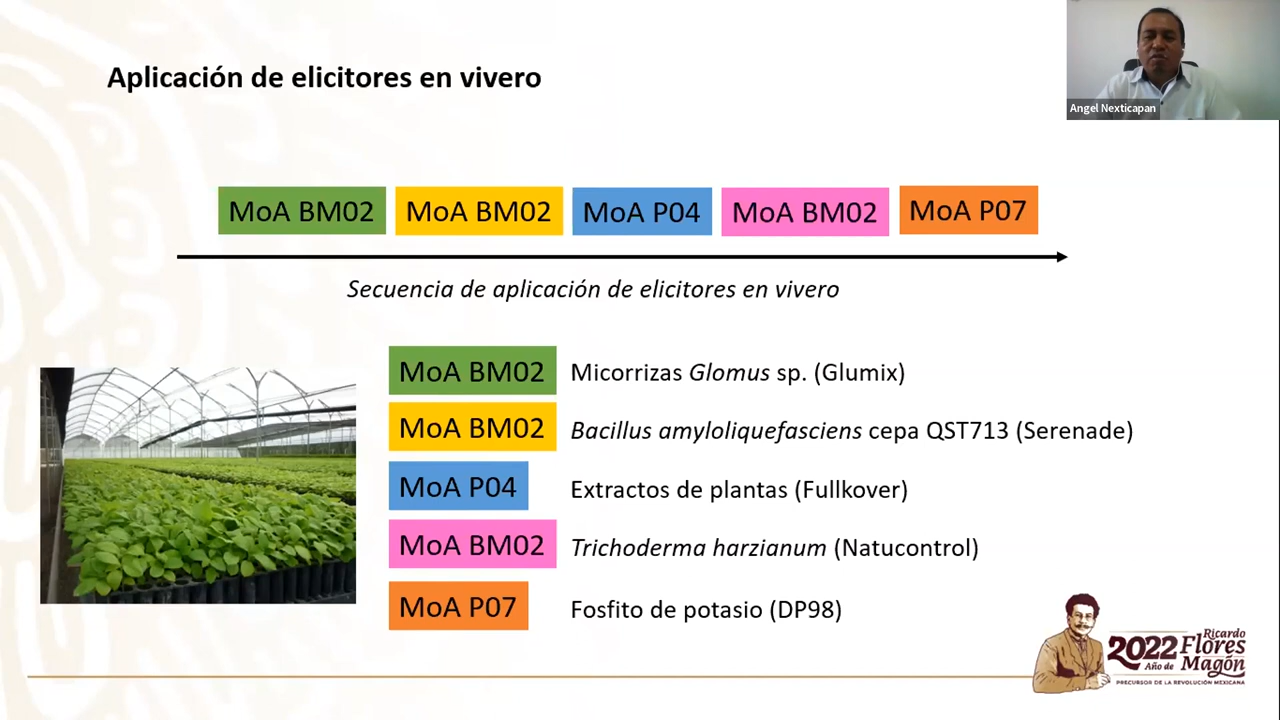 Aplicación de elicitores en vivero
Angel Nexticapan
MoA BM02 MoA BM02 MoA P04 MoA BM02 MoA P07
Secuencia de aplicación de elicitores en vivero
MoA BM02 Micorrizas Glomus sp. (Glumix)
MoA BM02 Bacillus amyloliquefasciens cepa QST713 (Serenade)
MoA P04 Extractos de plantas (Fullkover)
MoA BM02 Trichoderma harzianum (Natucontrol)
MoA P07 Fosfito de potasio (DP98)
2022 Ricardo
Flores
Año de Magón
PRECURSOR DE LA REVOLUCIÓN MEXICANA